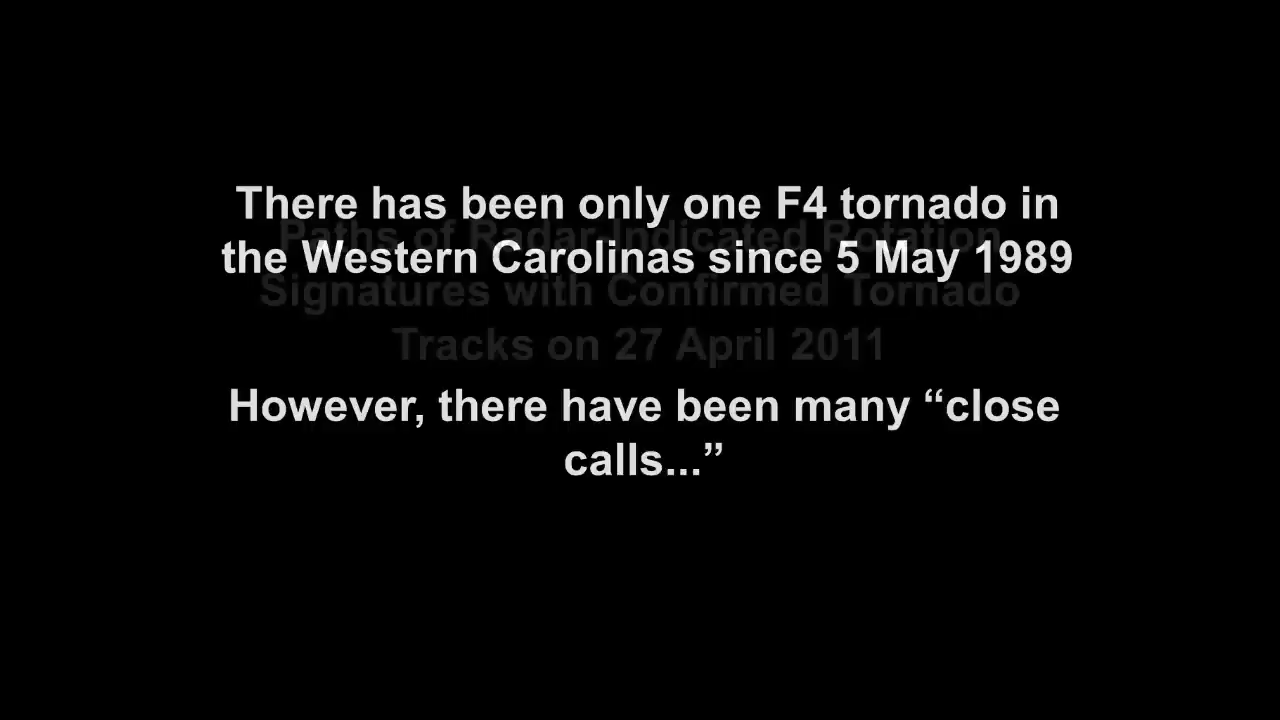 There has been only one F4 tornado in
the Western Carolinas since 5 May 1989
Paths of Radar-Indicated Rotation
Signatures with Confirmed Tornado
Tracks on 27 April 2011
However, there have been many “close
calls...”